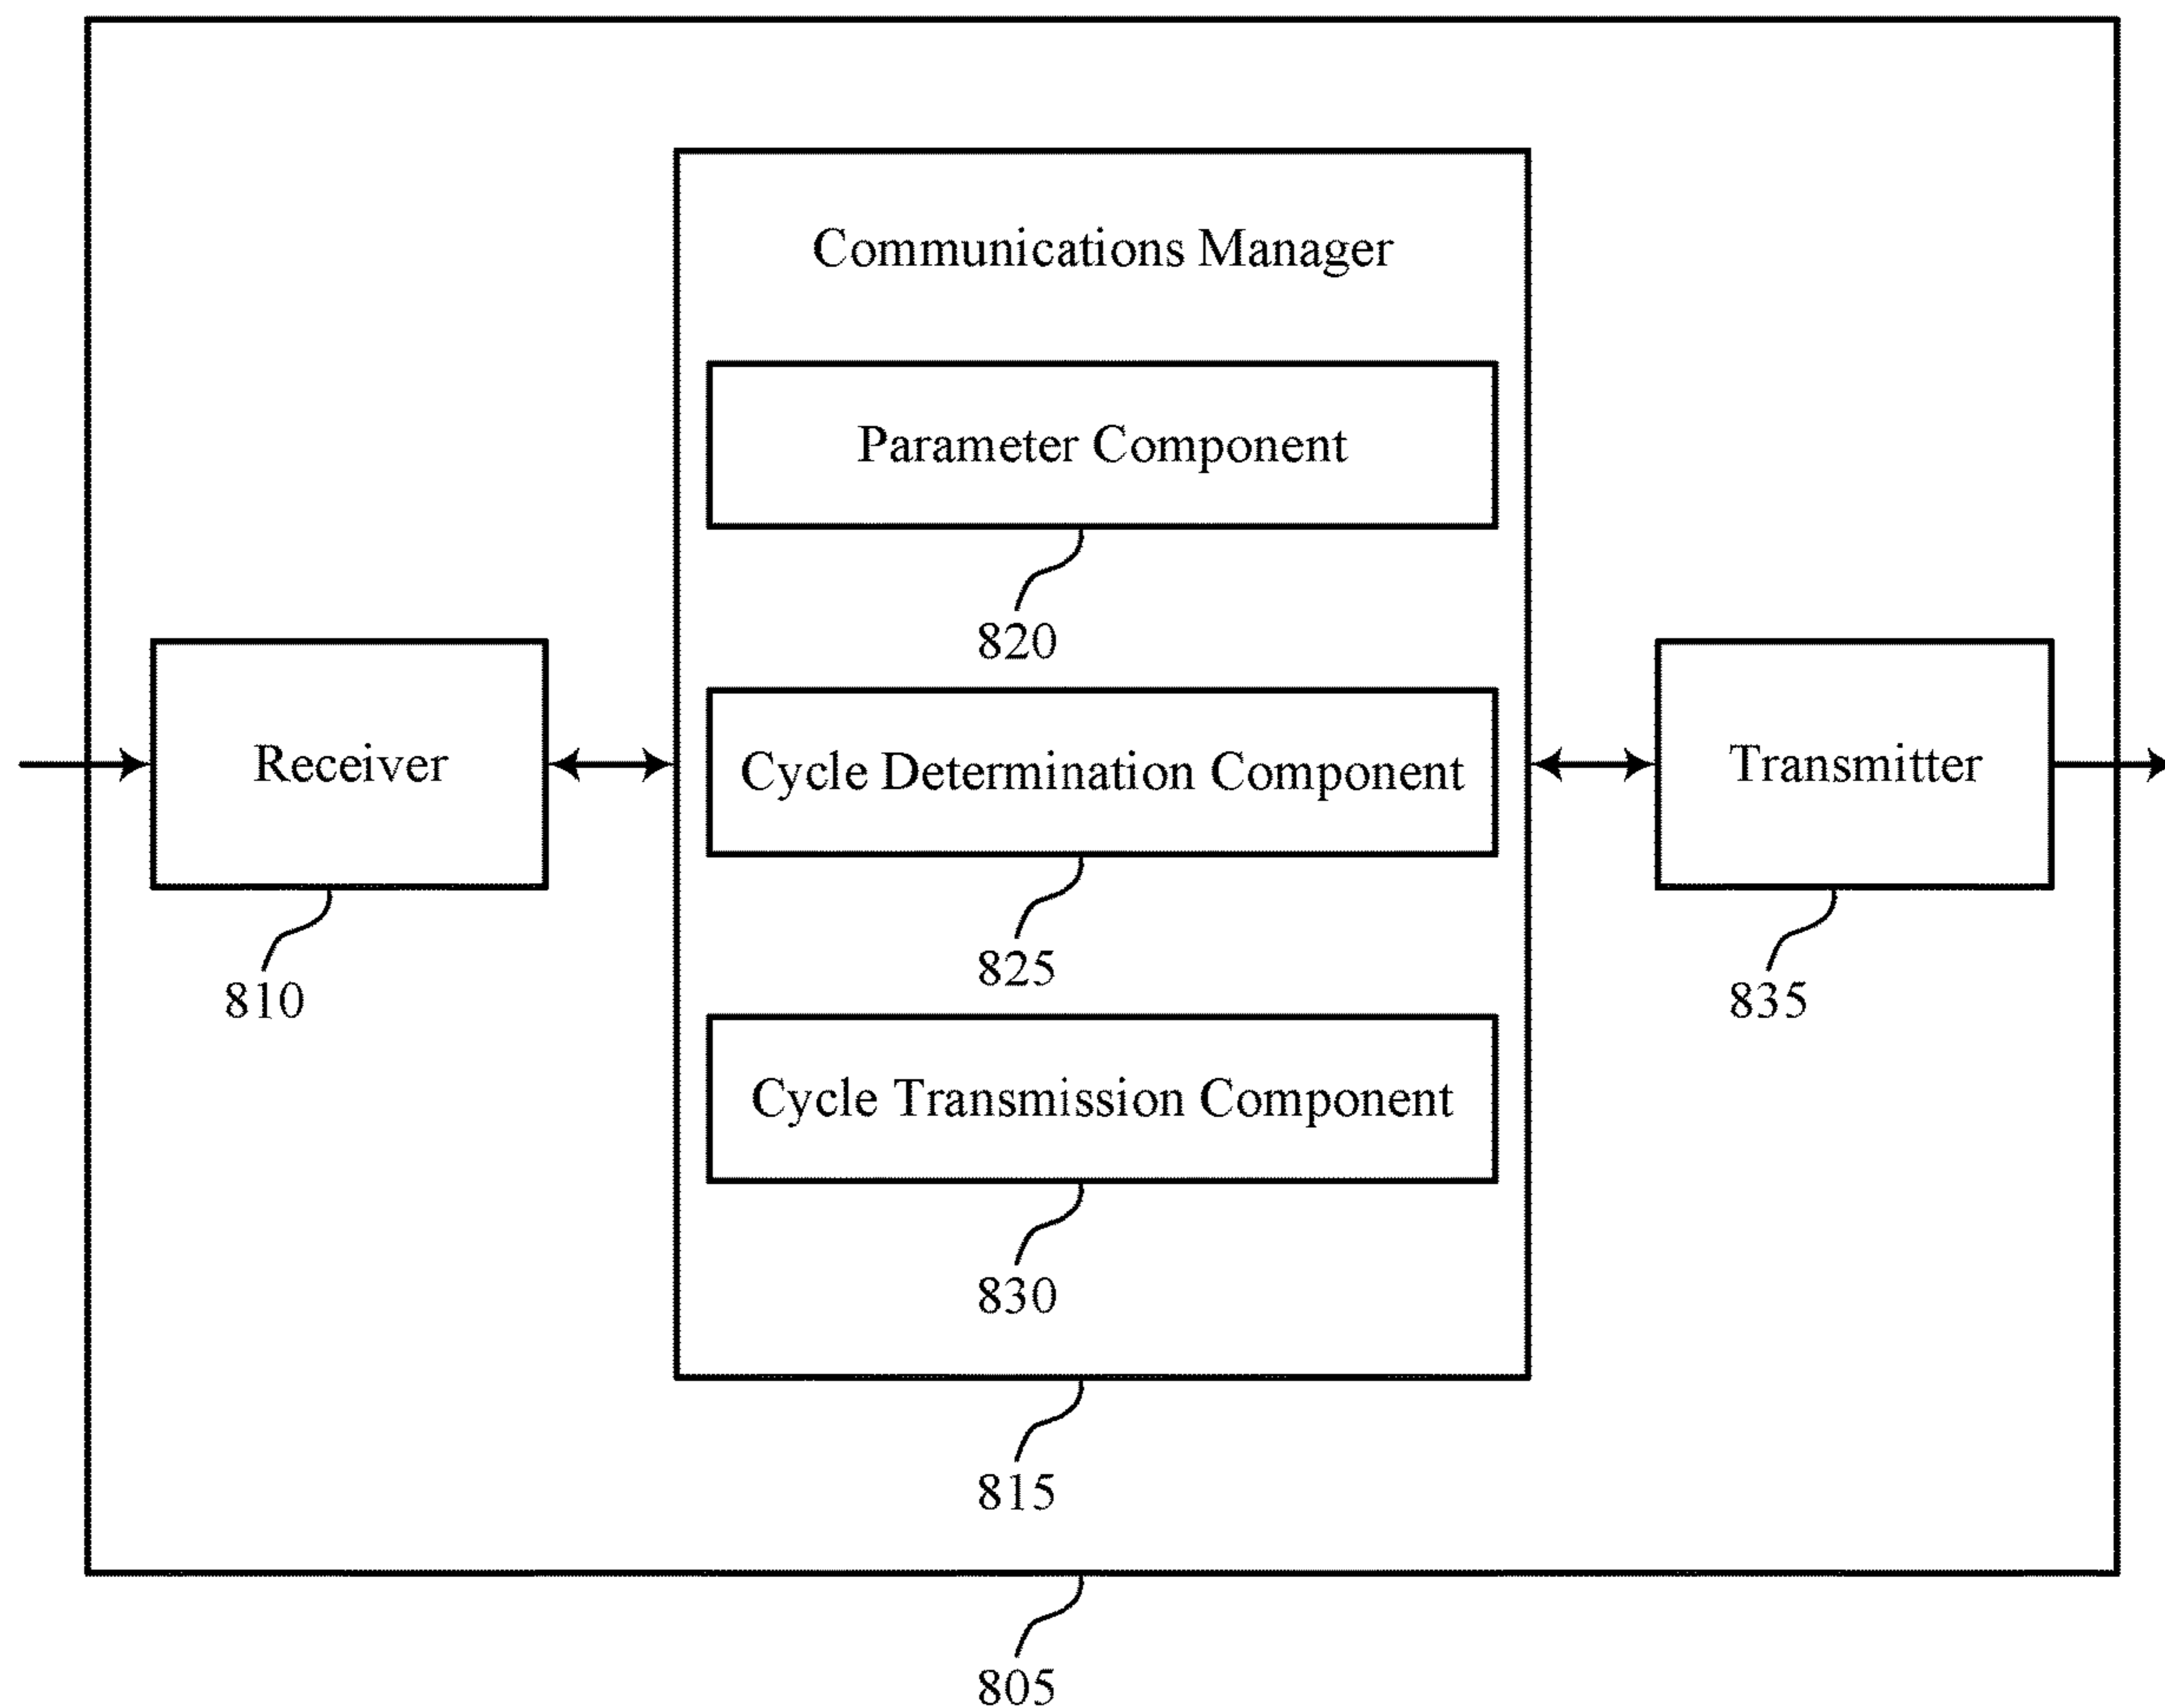 Communications Manager
Parameter Component
820
Receiver
Cycle Determination Component
Transmitter
825
810
835
Cycle Transmission Component
830
815
805